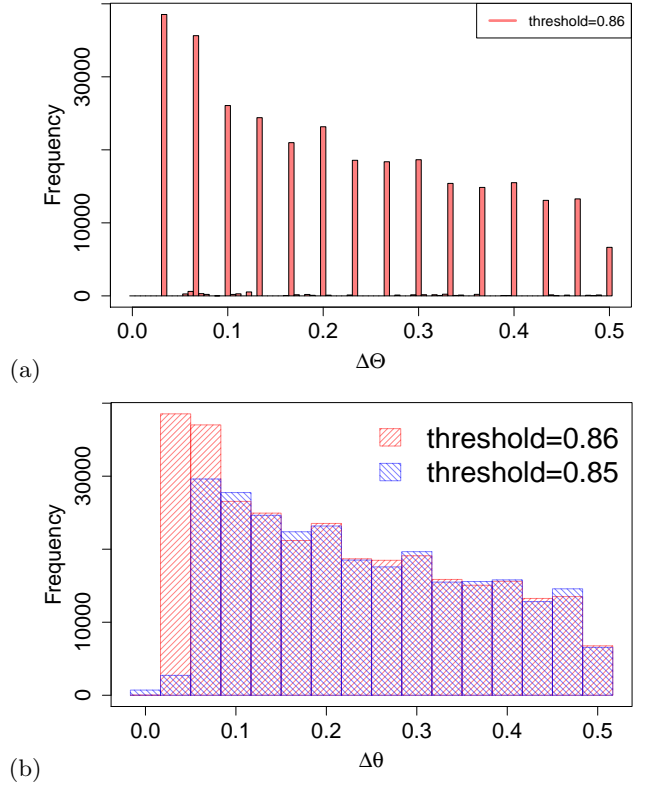 threshold=0.86
Frequency
30000
10000
0
0.0 0.1 0.2 0.3 0.4 0.5
ΔΘ
(a)
threshold=0.86
threshold=0.85
Frequency
30000
10000
0
0.0 0.1 0.2 0.3 0.4 0.5
Δθ
(b)